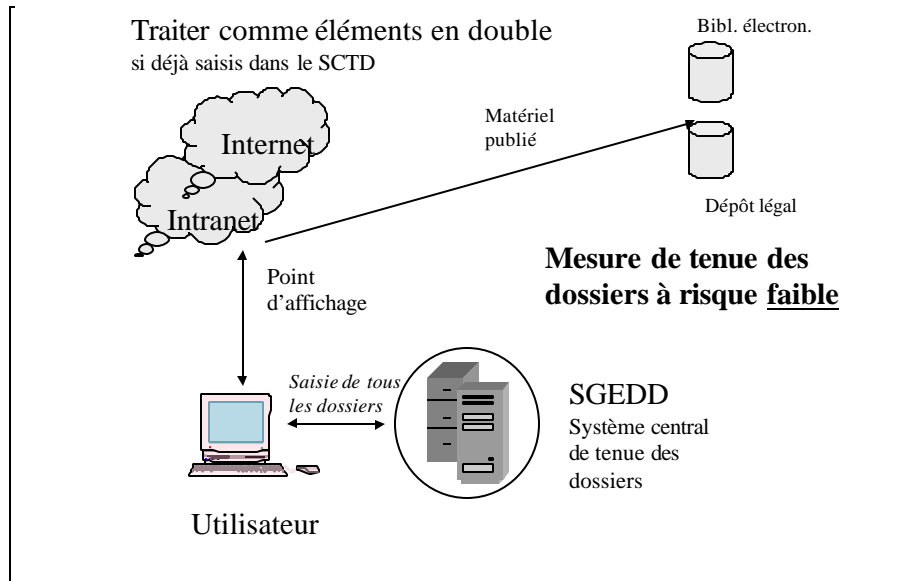 Traiter comme éléments en double
si déjà saisis dans le SCTD
Bibl. électron.
Internet
Intranet
Matériel
publié
Dépôt légal
Mesure de tenue des
dossiers à risque faible
Point
d'affichage
Saisie de tous
les dossiers
SGEDD
Système central
de tenue des
dossiers
Utilisateur